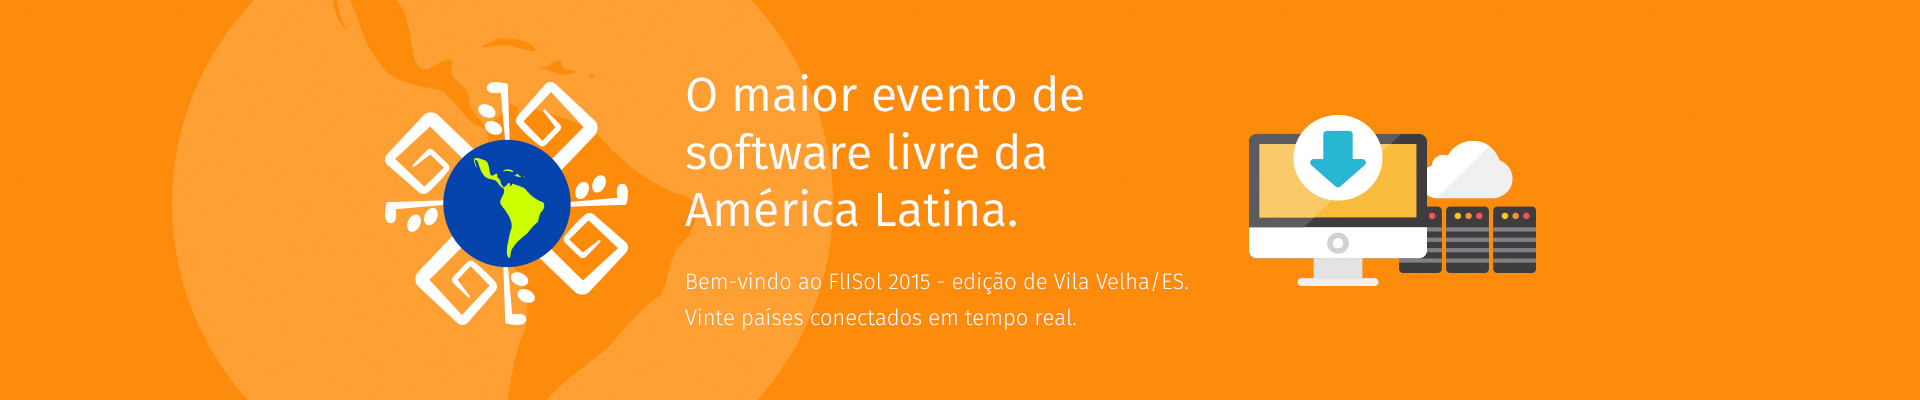 O maior evento de
software livre da
América Latina.
Bem-vindo ao FlISol 2015 - edição de Vila Velha/ES.
Vinte países conectados em tempo real.